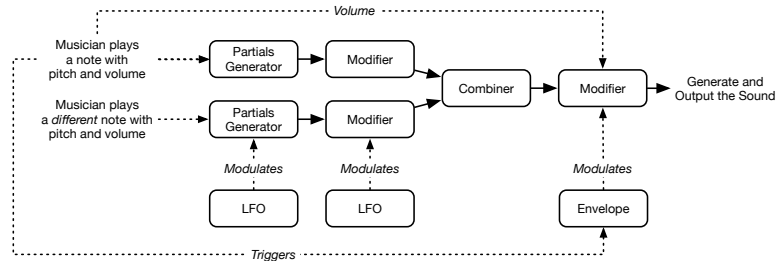 Volume
Musician plays
a note with
pitch and volume
Partials
Generator
Modifier
Combiner
Modifier
Generate and
Output the Sound
Musician plays
a different note with
pitch and volume
Partials
Generator
Modifier
Modulates
Modulates
Modulates
LFO
LFO
Envelope
Triggers